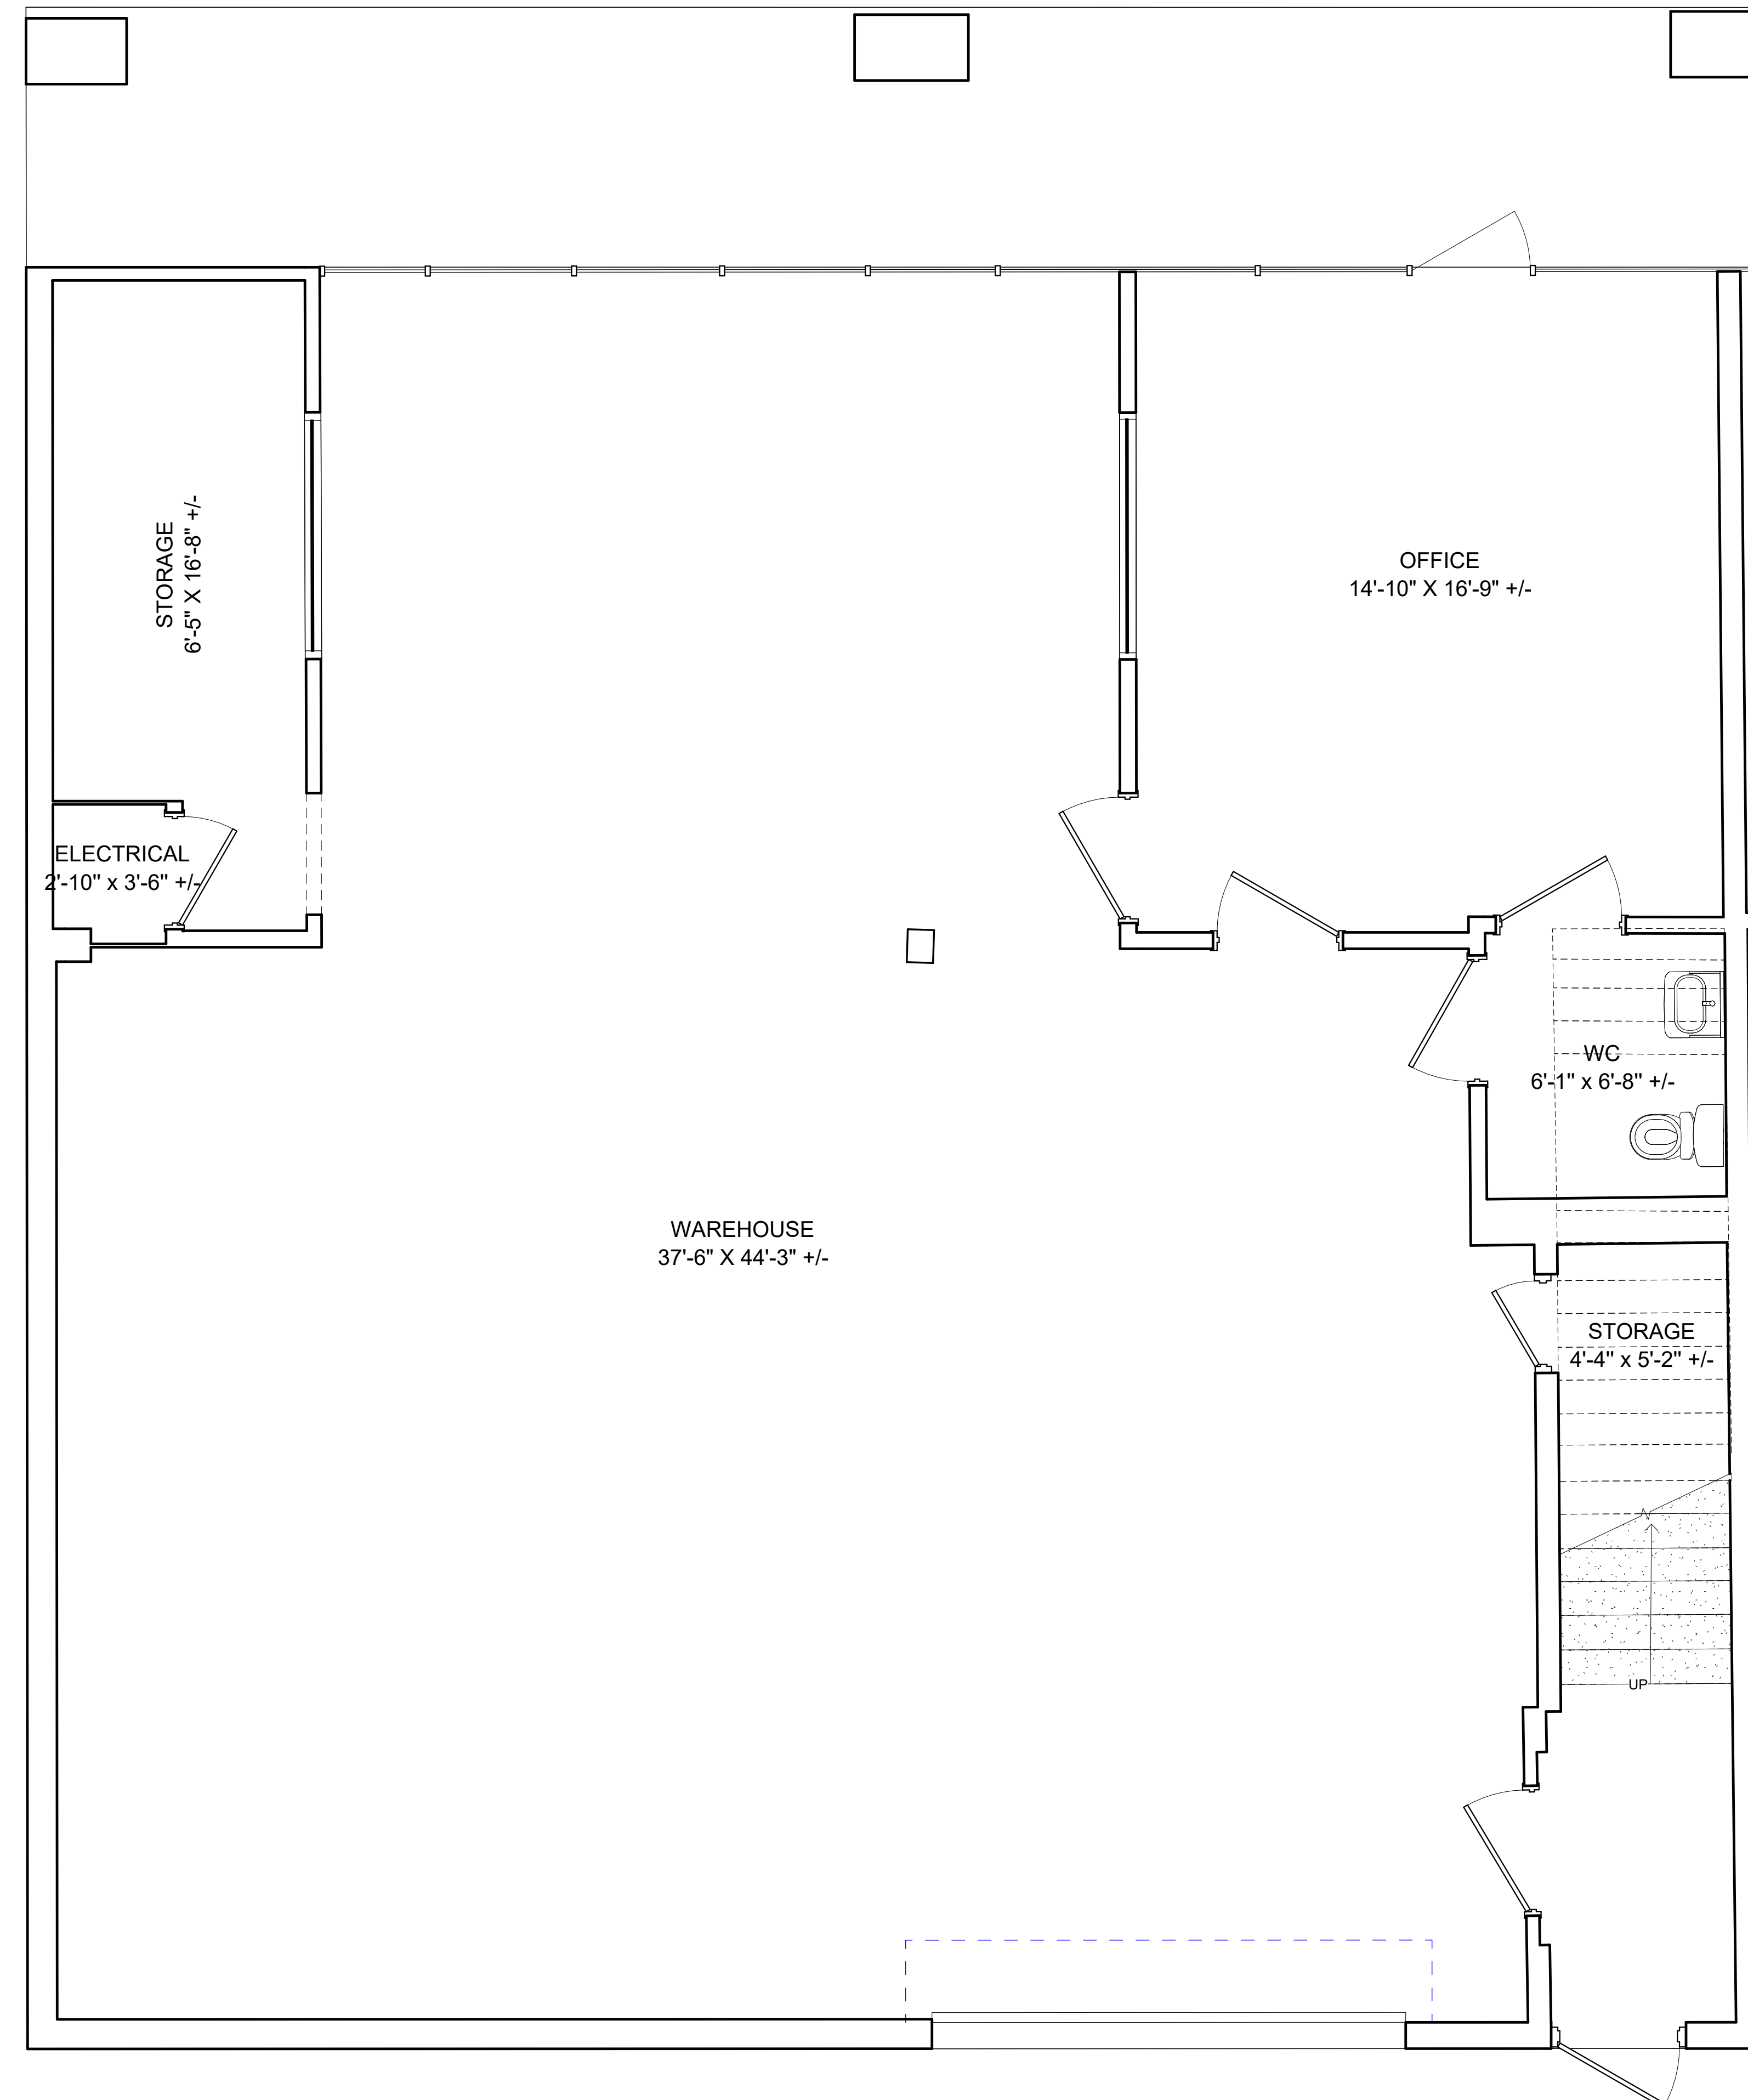 STORAGE
6'-5" X 16'-8" +/-
OFFICE
14'-10" X 16'-9" +/-
ELECTRICAL
2'-10" x 3'-6" +/-
WC
6'-1" x 6'-8" +/-
WAREHOUSE
37'-6" X 44'-3" +/-
STORAGE
4'-4" x 5'-2" +/-
UP